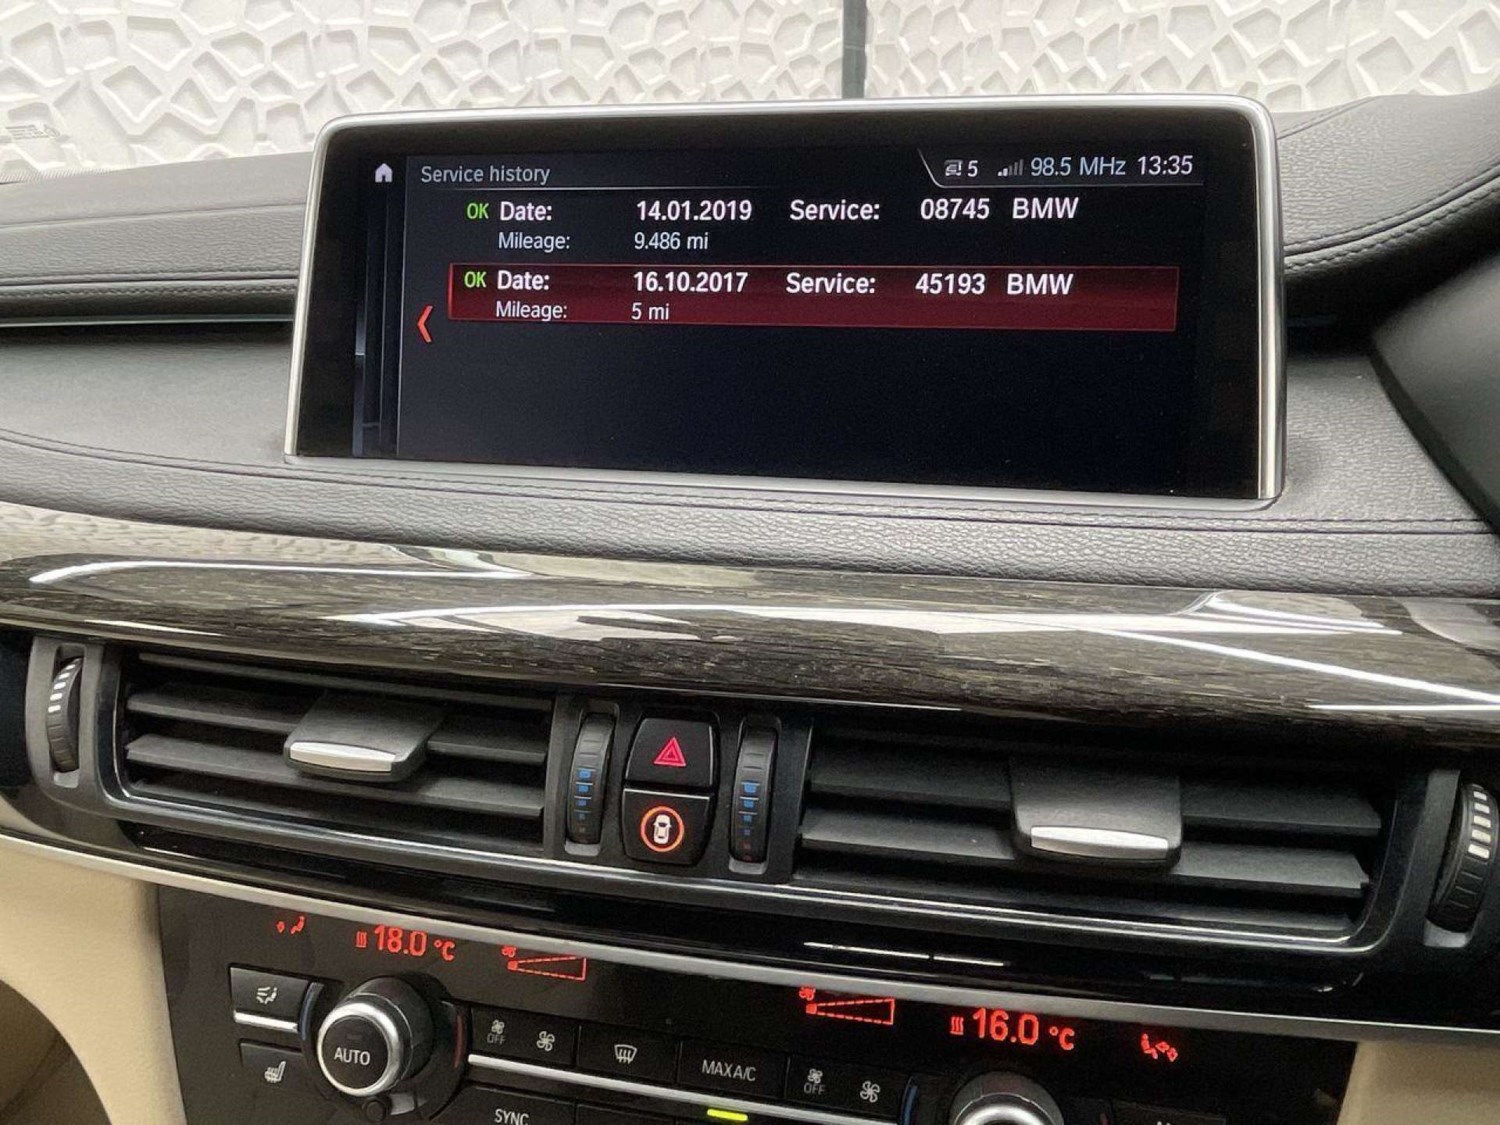 Service history 5 98.5 MHz 13:35
OK Date: 14.01.2019 Service: 08745 BMW
Mileage: 9.486 mi
OK Date: 16.10.2017 Service: 45193 BMW
Mileage: 5 mi
18.0 °C
16.0 °C
AUTO
OFF
MAX A/C
OFF
SYNC